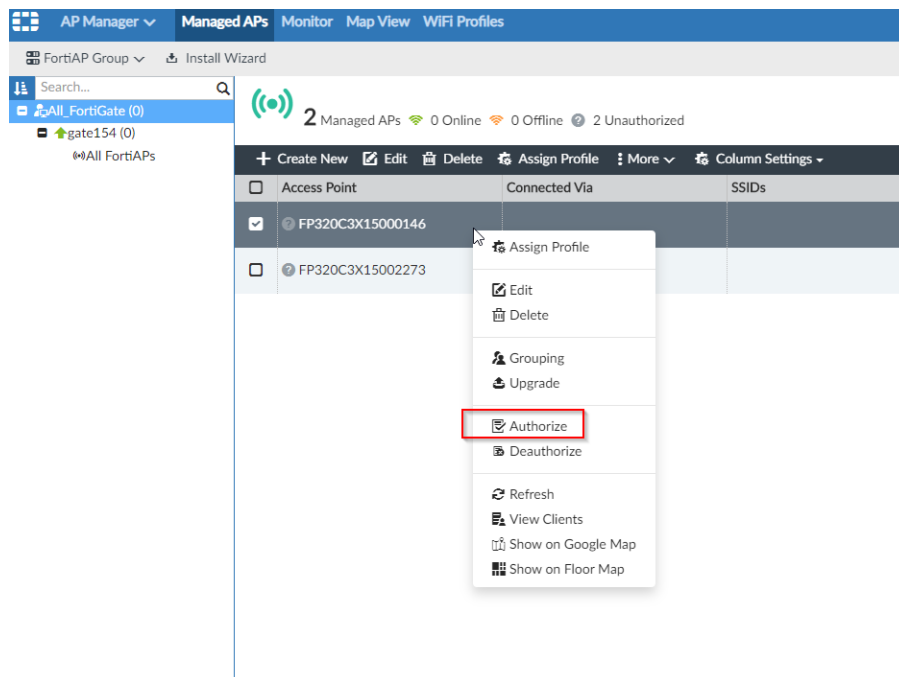 AP Manager Managed APs Monitor Map View WiFi Profiles
FortiAP Group Install Wizard
Search...
All_FortiGate (0)
gate154 (0)
All FortiAPs
2 Managed APs 0 Online 0 Offline 2 Unauthorized
Create New Edit Delete Assign Profile More Column Settings
Access Point Connected Via SSIDs
FP320C3X15000146
FP320C3X15002273
Assign Profile
Edit
Delete
Grouping
Upgrade
Authorize
Deauthorize
Refresh
View Clients
Show on Google Map
Show on Floor Map